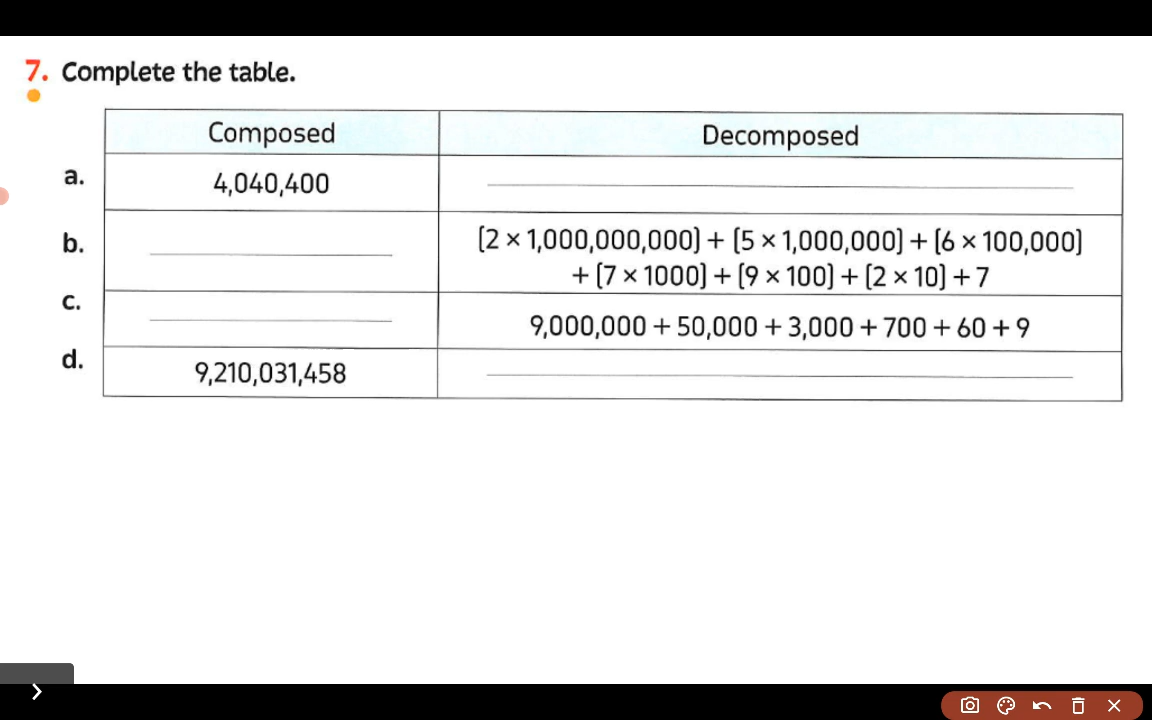 7. Complete the table.
Composed Decomposed
a. 4,040,400
b. (2 × 1,000,000,000) + (5 × 1,000,000) + (6 × 100,000)
+ (7 × 1000) + (9 × 100) + (2 × 10) + 7
c. 9,000,000 + 50,000 + 3,000 + 700 + 60 + 9
d. 9,210,031,458